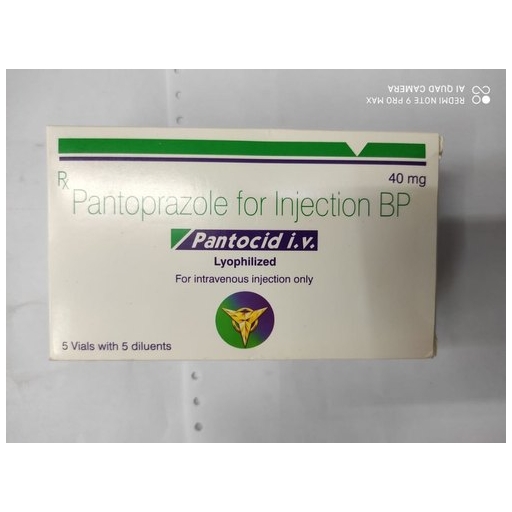 REDMI NOTE 9 PRO MAX
AI QUAD CAMERA
Rx
40 mg
Pantoprazole for Injection BP
Pantocid i.v.
Lyophilized
For intravenous injection only
5 Vials with 5 diluents